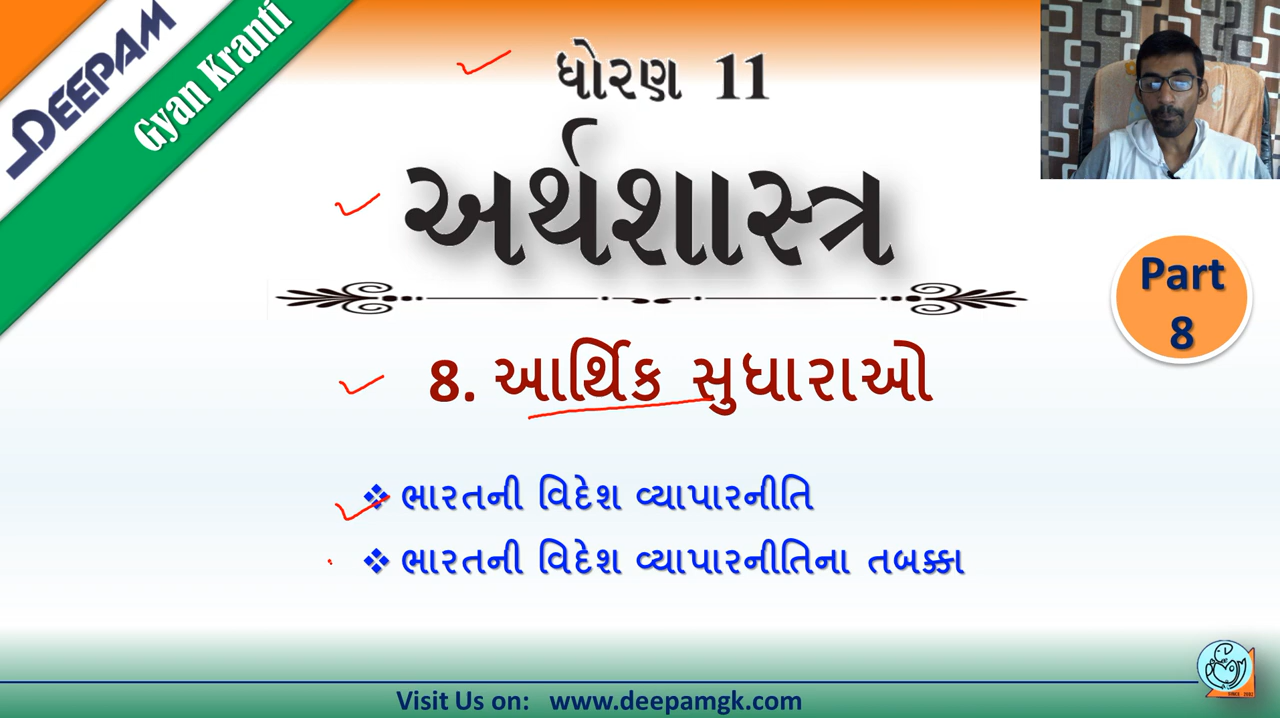 DEEPAM
Gyan Kranti
ધોરણ 11
અર્થશાસ્ત્ર
Part
8
8. આર્થિક સુધારાઓ
❖ ભારતની વિદેશ વ્યાપારનીતિ
❖ ભારતની વિદેશ વ્યાપારનીતિના તબક્કા
Visit Us on: www.deepamgk.com